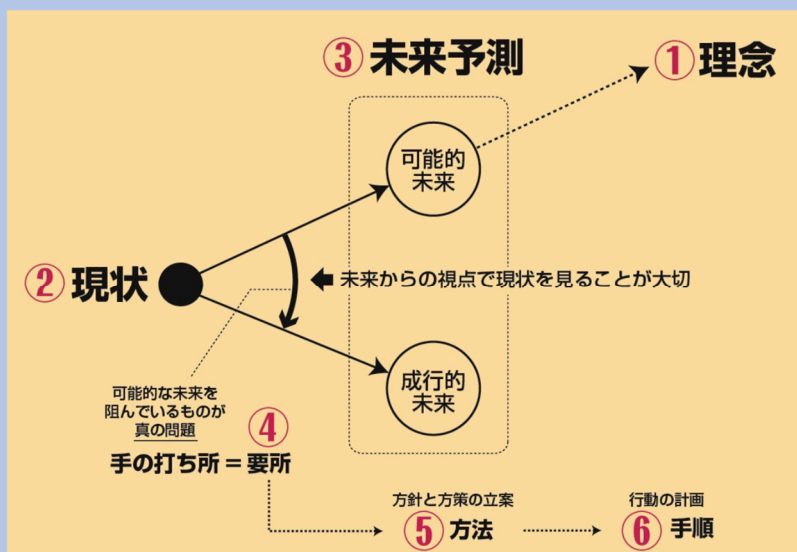 ③未来予測
①理念
可能的
未来
②現状
未来からの視点で現状を見ることが大切
成行的
未来
可能的な未来を
阻んでいるものが
真の問題
④
手の打ち所＝要所
方針と方策の立案
⑤方法
行動の計画
⑥手順